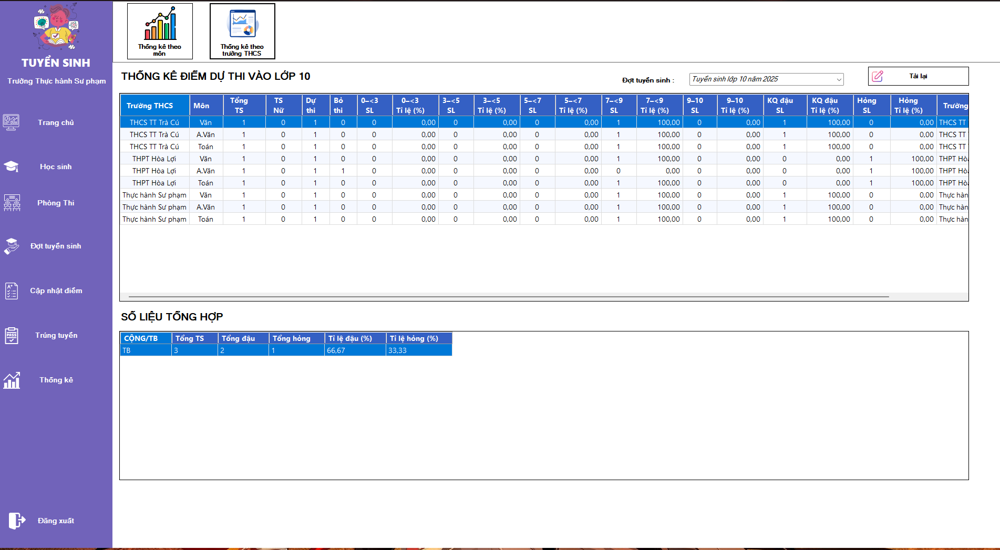 TUYỂN SINH
Trường Thực hành Sư phạm
Trang chủ
Học sinh
Phòng Thi
Đợt tuyển sinh
Cập nhật điểm
Trúng tuyển
Thống kê
Đăng xuất
Thống kê theo
môn
Thống kê theo
trường THCS
THỐNG KÊ ĐIỂM DỰ THI VÀO LỚP 10
Đợt tuyển sinh :
Tuyển sinh lớp 10 năm 2025
Tải lại
Trường THCS Môn Tổng TS TS Nữ Dự thi Bỏ thi 0–<3 SL 0–<3 Tỉ lệ (%) 3–<5 SL 3–<5 Tỉ lệ (%) 5–<7 SL 5–<7 Tỉ lệ (%) 7–<9 SL 7–<9 Tỉ lệ (%) 9–10 SL 9–10 Tỉ lệ (%) KQ đậu SL KQ đậu Tỉ lệ (%) Hỏng SL Hỏng Tỉ lệ (%) Trường
THCS TT Trà Cú Văn 1 0 1 0 0 0,00 0 0,00 0 0,00 1 100,00 0 0,00 1 100,00 0 0,00 THCS TT
THCS TT Trà Cú A.Văn 1 0 1 0 0 0,00 0 0,00 0 0,00 1 100,00 0 0,00 1 100,00 0 0,00 THCS TT
THCS TT Trà Cú Toán 1 0 1 0 0 0,00 0 0,00 0 0,00 1 100,00 0 0,00 1 100,00 0 0,00 THCS TT
THPT Hòa Lợi Văn 1 0 1 0 0 0,00 0 0,00 0 0,00 1 100,00 0 0,00 0 0,00 1 100,00 THPT Hòa
THPT Hòa Lợi A.Văn 1 0 1 1 0 0,00 0 0,00 0 0,00 0 0,00 0 0,00 0 0,00 1 100,00 THPT Hòa
THPT Hòa Lợi Toán 1 0 1 0 0 0,00 0 0,00 0 0,00 1 100,00 0 0,00 0 0,00 1 100,00 THPT Hòa
Thực hành Sư phạm Văn 1 0 1 0 0 0,00 0 0,00 0 0,00 1 100,00 0 0,00 1 100,00 0 0,00 Thực hàn
Thực hành Sư phạm A.Văn 1 0 1 0 0 0,00 0 0,00 0 0,00 1 100,00 0 0,00 1 100,00 0 0,00 Thực hàn
Thực hành Sư phạm Toán 1 0 1 0 0 0,00 0 0,00 0 0,00 1 100,00 0 0,00 1 100,00 0 0,00 Thực hàn
SỐ LIỆU TỔNG HỢP
CỘNG/TB Tổng TS Tổng đậu Tổng hỏng Tỉ lệ đậu (%) Tỉ lệ hỏng (%)
TB 3 2 1 66,67 33,33